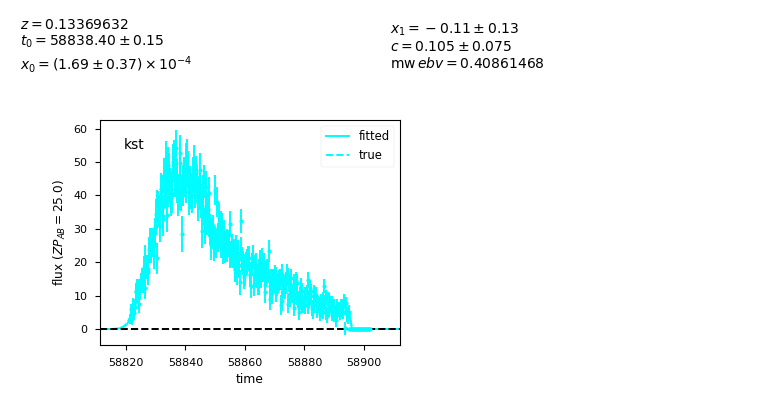 z = 0.13369632
t₀ = 58838.40 ± 0.15
x₀ = (1.69 ± 0.37) × 10⁻⁴
x₁ = −0.11 ± 0.13
c = 0.105 ± 0.075
mw ebv = 0.40861468
kst
fitted
true
flux (ZP_AB = 25.0)
60
50
40
30
20
10
0
58820 58840 58860 58880 58900
time